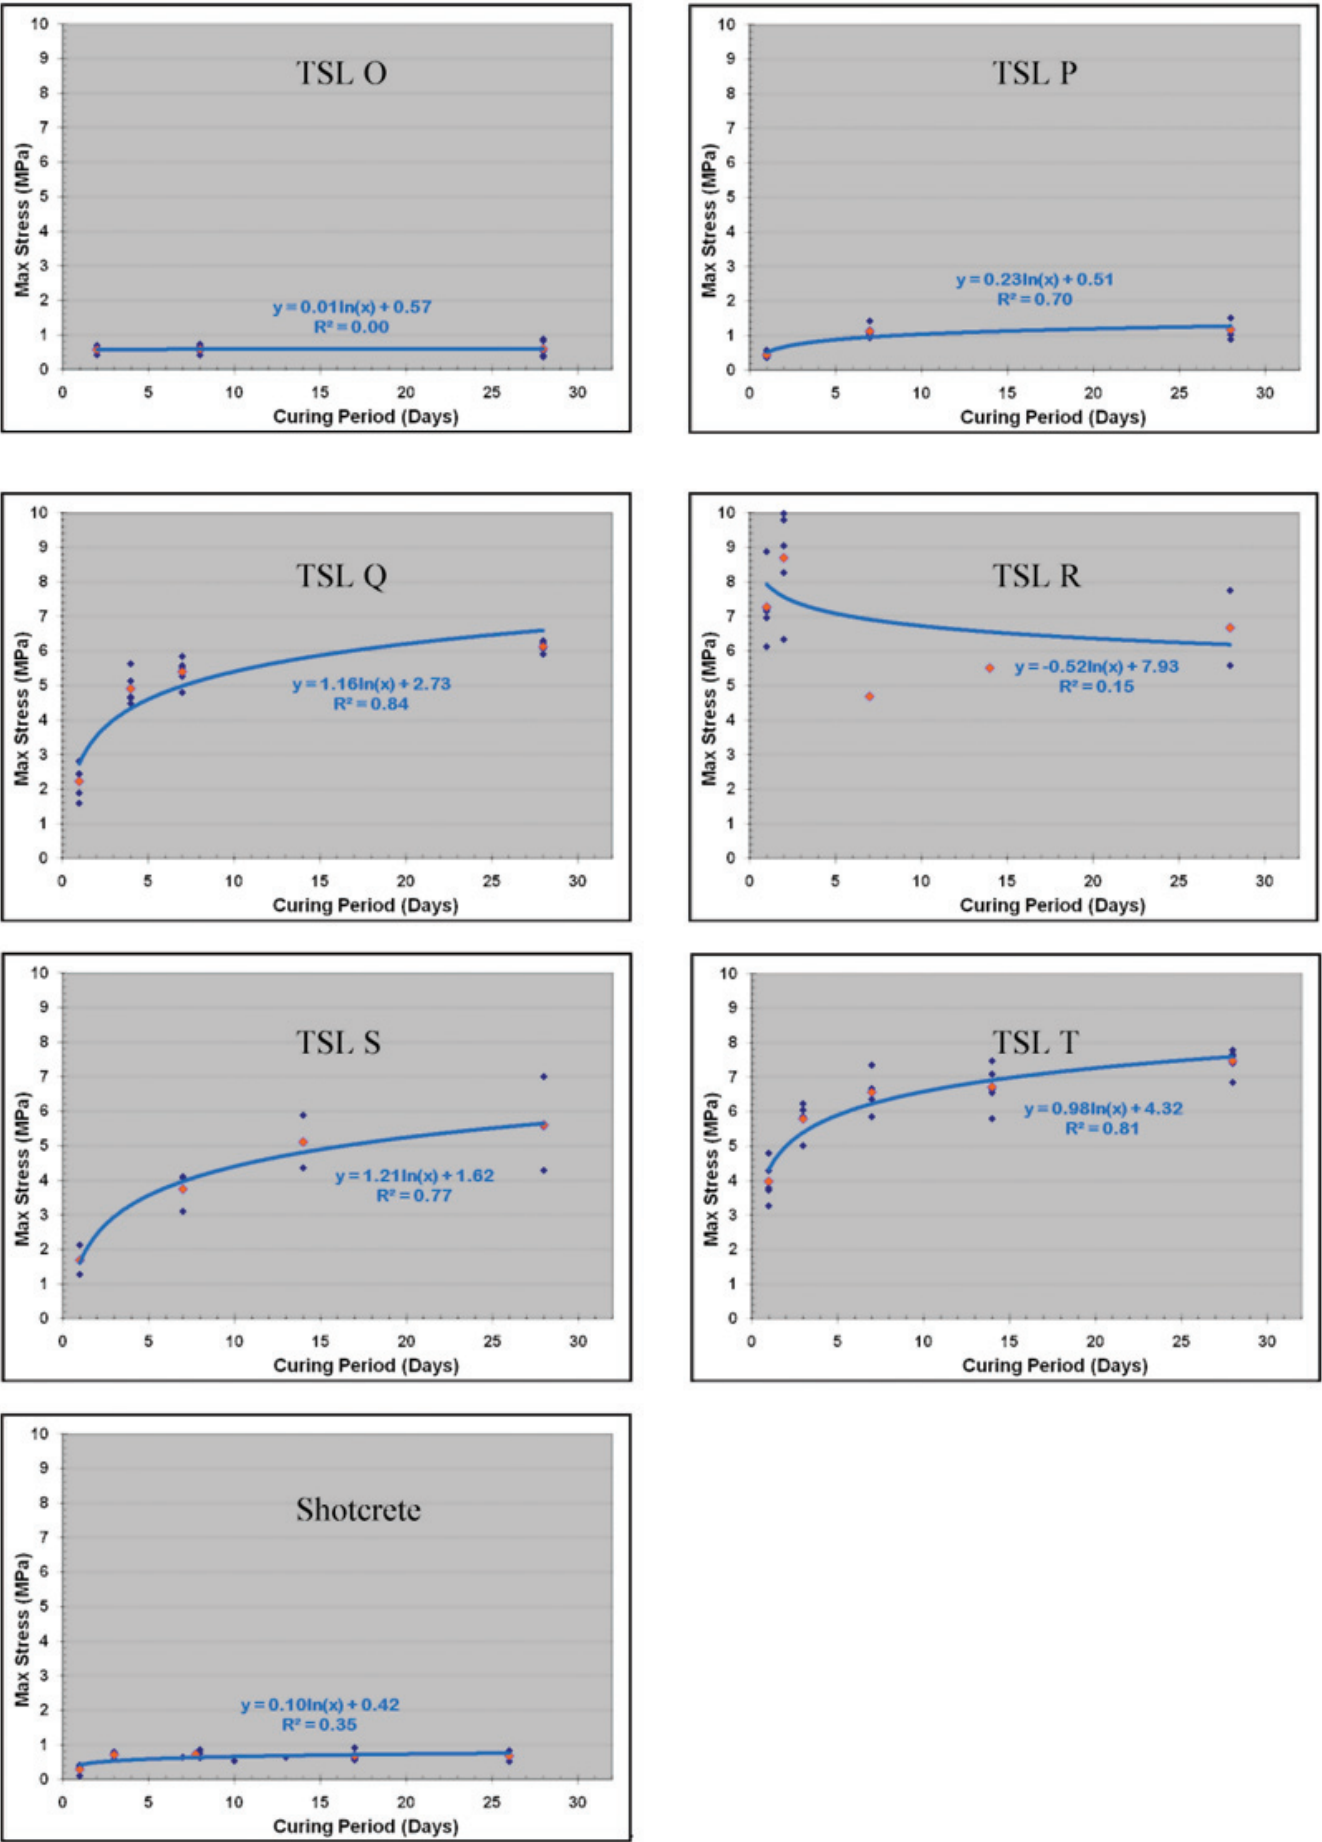 TSL O
10
9
8
7
6
5
4
3
2
1
0
Max Stress (MPa)
y = 0.01ln(x) + 0.57
R² = 0.00
0 5 10 15 20 25 30
Curing Period (Days)
TSL P
10
9
8
7
6
5
4
3
2
1
0
Max Stress (MPa)
y = 0.23ln(x) + 0.51
R² = 0.70
0 5 10 15 20 25 30
Curing Period (Days)
TSL Q
10
9
8
7
6
5
4
3
2
1
0
Max Stress (MPa)
y = 1.16ln(x) + 2.73
R² = 0.84
0 5 10 15 20 25 30
Curing Period (Days)
TSL R
10
9
8
7
6
5
4
3
2
1
0
Max Stress (MPa)
y = -0.52ln(x) + 7.93
R² = 0.15
0 5 10 15 20 25 30
Curing Period (Days)
TSL S
10
9
8
7
6
5
4
3
2
1
0
Max Stress (MPa)
y = 1.21ln(x) + 1.62
R² = 0.77
0 5 10 15 20 25 30
Curing Period (Days)
TSL T
10
9
8
7
6
5
4
3
2
1
0
Max Stress (MPa)
y = 0.98ln(x) + 4.32
R² = 0.81
0 5 10 15 20 25 30
Curing Period (Days)
Shotcrete
10
9
8
7
6
5
4
3
2
1
0
Max Stress (MPa)
y = 0.10ln(x) + 0.42
R² = 0.35
0 5 10 15 20 25 30
Curing Period (Days)